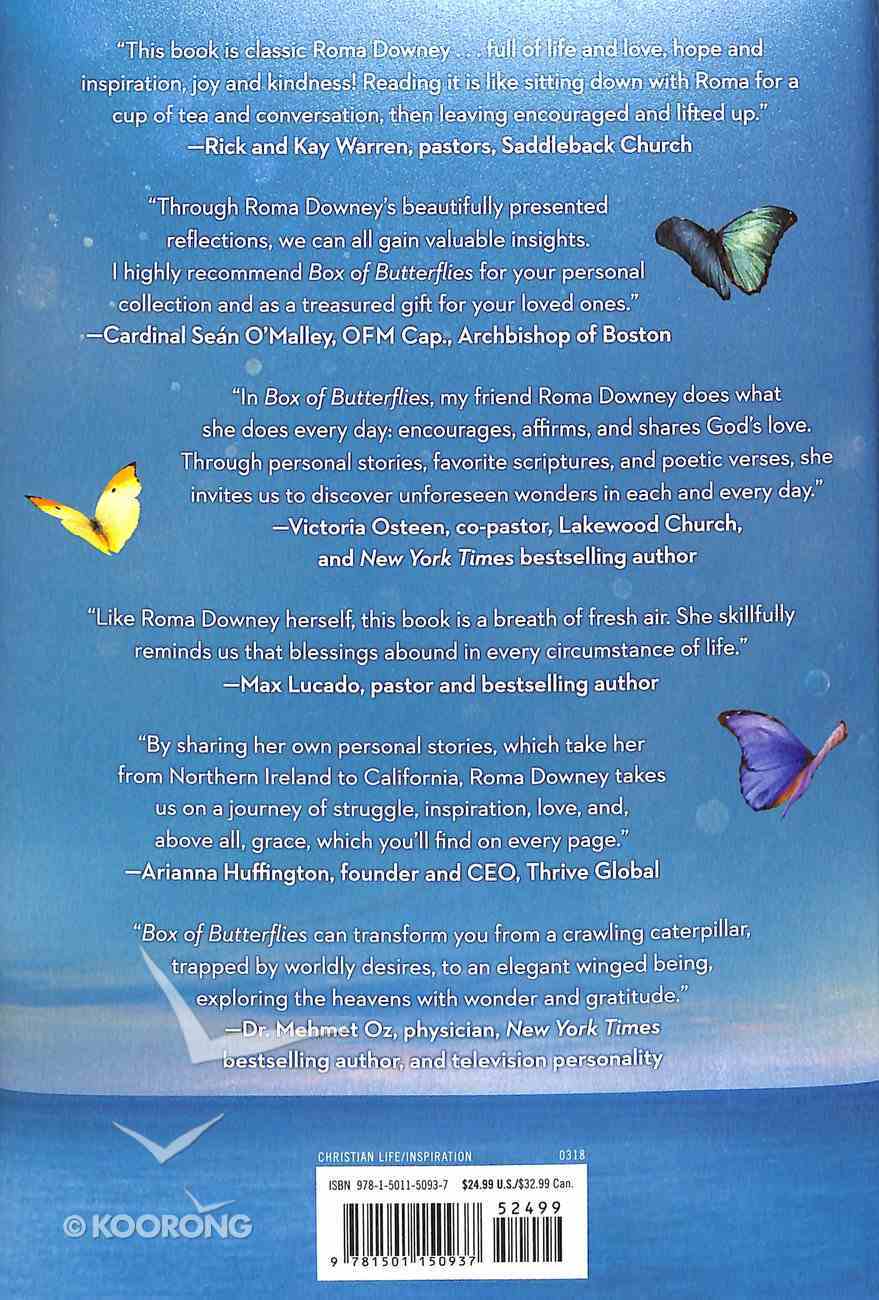 “This book is classic Roma Downey . . . full of life and love, hope and
inspiration, joy and kindness! Reading it is like sitting down with Roma for a
cup of tea and conversation, then leaving encouraged and lifted up.”
—Rick and Kay Warren, pastors, Saddleback Church
“Through Roma Downey’s beautifully presented
reflections, we can all gain valuable insights.
I highly recommend Box of Butterflies for your personal
collection and as a treasured gift for your loved ones.”
—Cardinal Seán O’Malley, OFM Cap., Archbishop of Boston
“In Box of Butterflies, my friend Roma Downey does what
she does every day: encourages, affirms, and shares God’s love.
Through personal stories, favorite scriptures, and poetic verses, she
invites us to discover unforeseen wonders in each and every day.”
—Victoria Osteen, co-pastor, Lakewood Church,
and New York Times bestselling author
“Like Roma Downey herself, this book is a breath of fresh air. She skillfully
reminds us that blessings abound in every circumstance of life.”
—Max Lucado, pastor and bestselling author
“By sharing her own personal stories, which take her
from Northern Ireland to California, Roma Downey takes
us on a journey of struggle, inspiration, love, and,
above all, grace, which you’ll find on every page.”
—Arianna Huffington, founder and CEO, Thrive Global
“Box of Butterflies can transform you from a crawling caterpillar,
trapped by worldly desires, to an elegant winged being,
exploring the heavens with wonder and gratitude.”
—Dr. Mehmet Oz, physician, New York Times
bestselling author, and television personality
CHRISTIAN LIFE/INSPIRATION 0318
ISBN 978-1-5011-5093-7 $24.99 U.S./$32.99 Can.
52499
9 781501 150937
© KOORONG